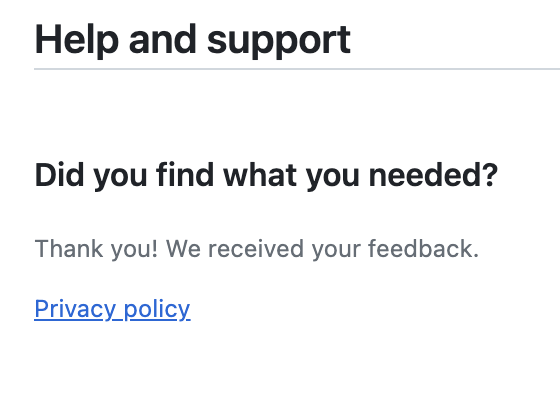 Help and support
Did you find what you needed?
Thank you! We received your feedback.
Privacy policy